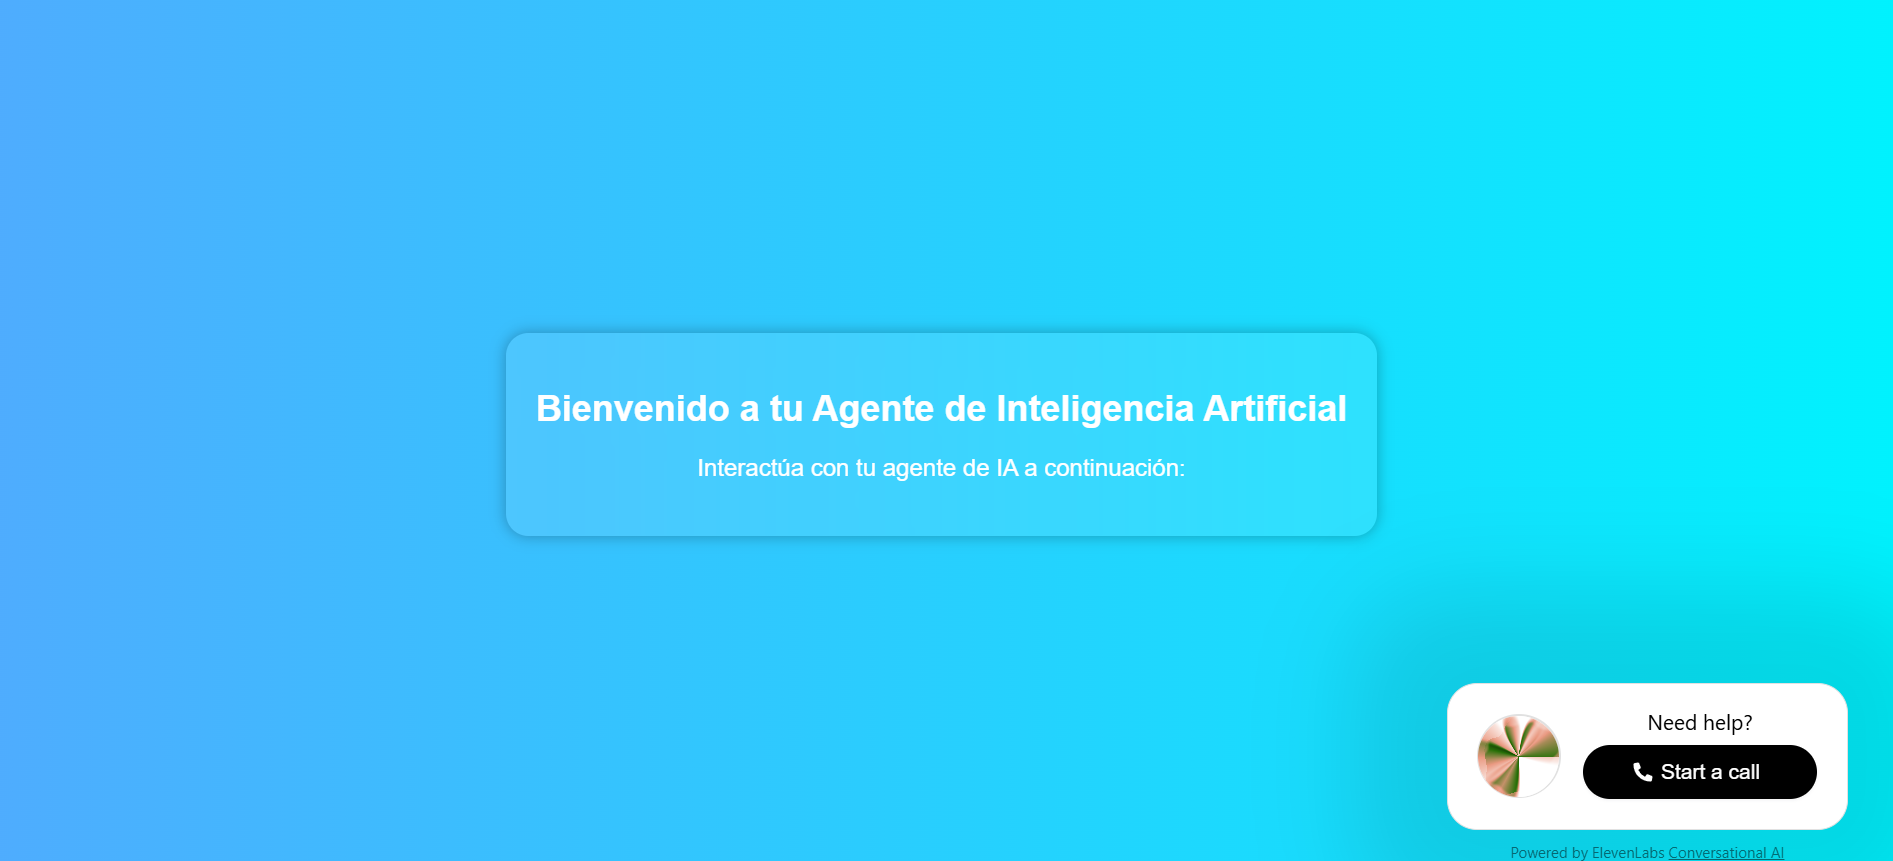 Bienvenido a tu Agente de Inteligencia Artificial
Interactúa con tu agente de IA a continuación:
Need help?
Start a call
Powered by ElevenLabs Conversational AI